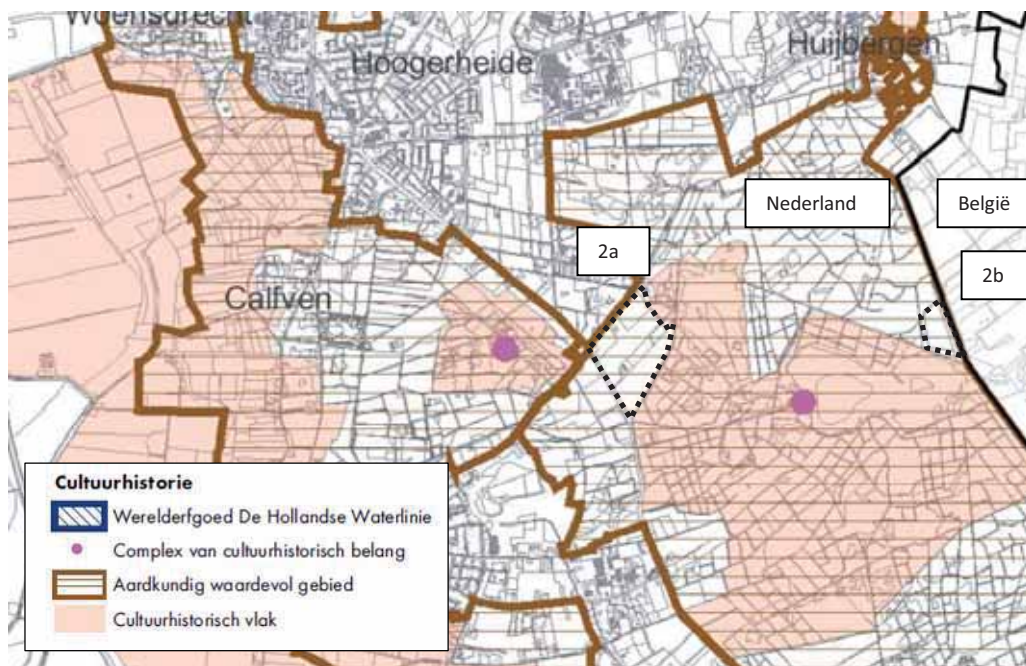 Woensdrecht
Hoogerheide
Huijbergen
Nederland
België
2a
2b
Calfven
Cultuurhistorie
Werelderfgoed De Hollandse Waterlinie
Complex van cultuurhistorisch belang
Aardkundig waardevol gebied
Cultuurhistorisch vlak